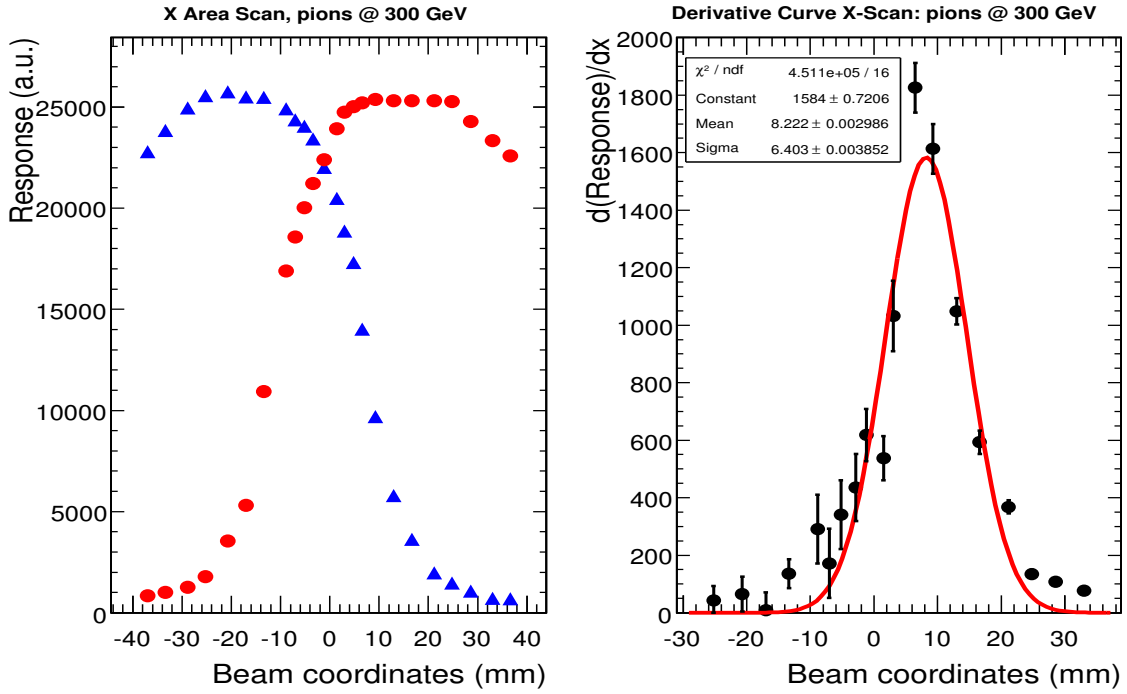 X Area Scan, pions @ 300 GeV
Response (a.u.)
25000
20000
15000
10000
5000
0
-40 -30 -20 -10 0 10 20 30 40
Beam coordinates (mm)
Derivative Curve X-Scan: pions @ 300 GeV
d(Response)/dx
2000
1800
1600
1400
1200
1000
800
600
400
200
0
χ² / ndf 4.511e+05 / 16
Constant 1584 ± 0.7206
Mean 8.222 ± 0.002986
Sigma 6.403 ± 0.003852
-30 -20 -10 0 10 20 30
Beam coordinates (mm)